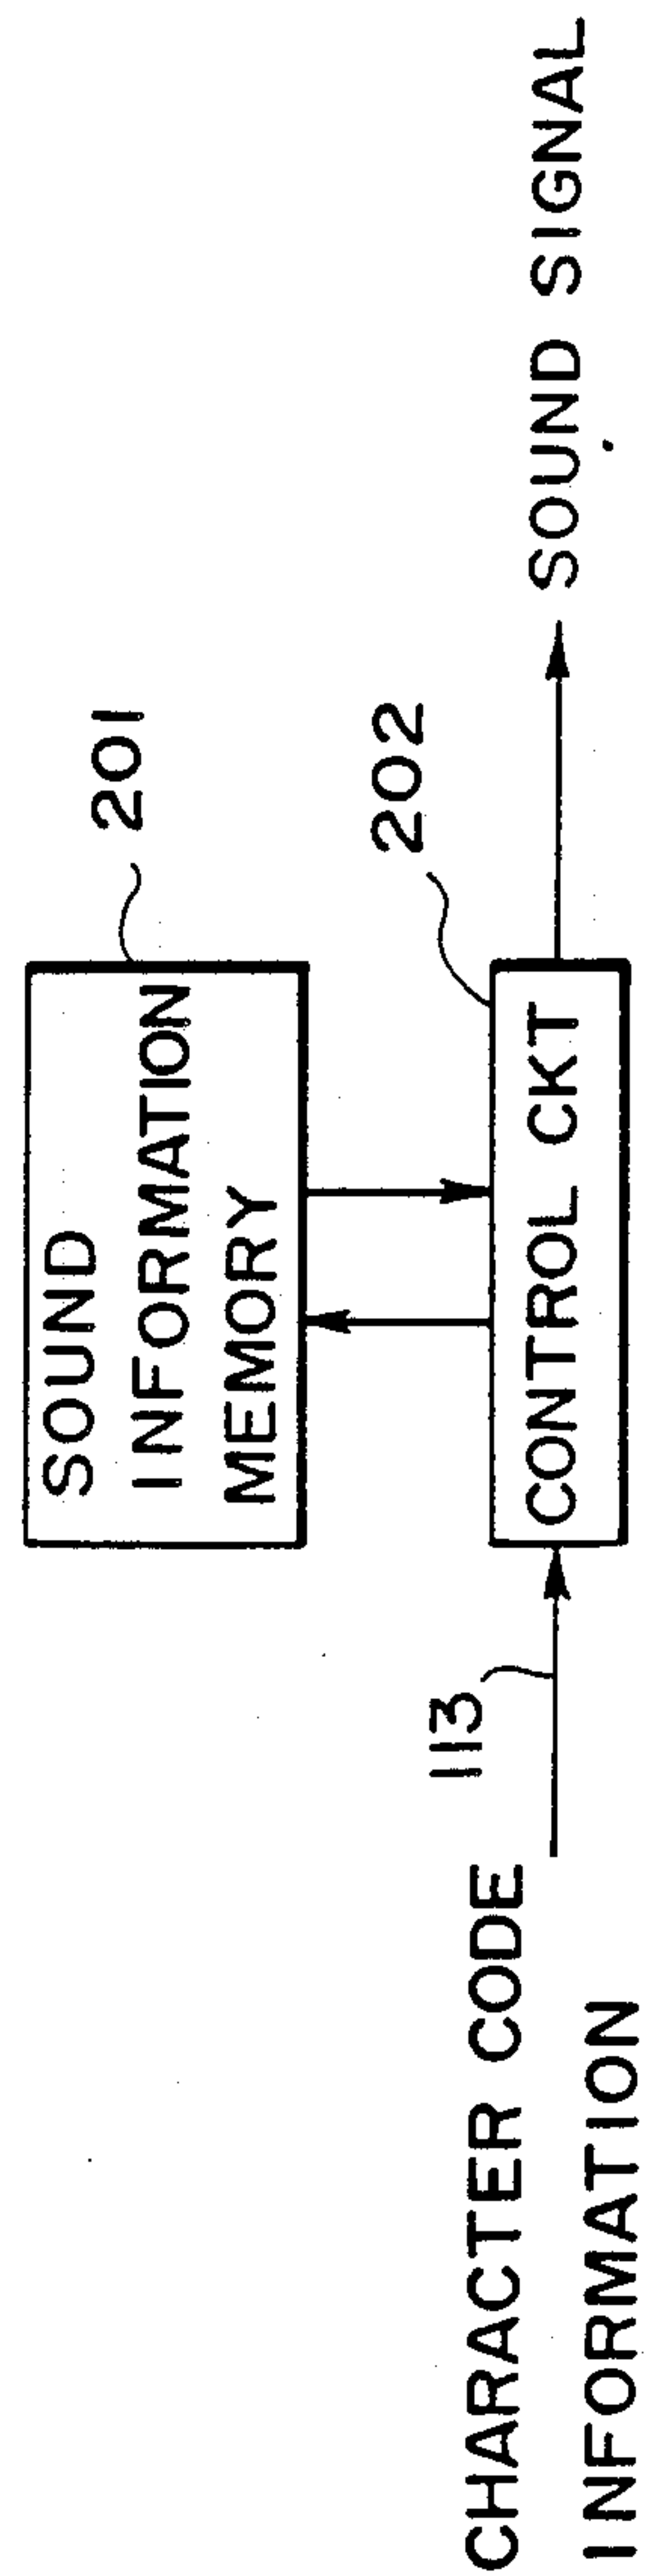 SOUND
INFORMATION
MEMORY
201
202
CONTROL CKT
113
CHARACTER CODE
INFORMATION
SOUND SIGNAL